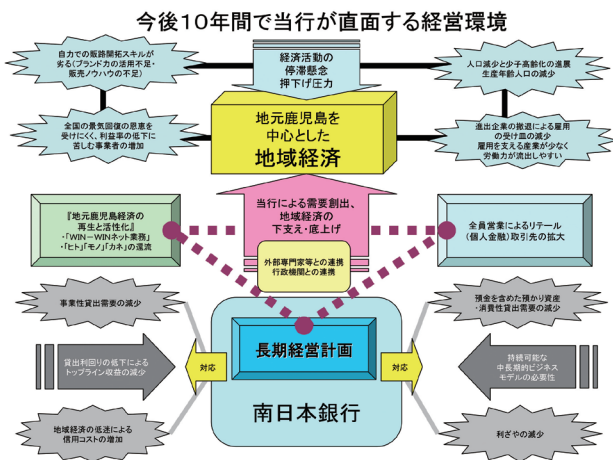 今後１０年間で当行が直面する経営環境
自力での販路開拓スキルが
劣る(ブランド力の活用不足・
販売ノウハウの不足)
経済活動の
停滞懸念
押下げ圧力
人口減少と少子高齢化の進展
生産年齢人口の減少
地元鹿児島を
中心とした
地域経済
全国の景気回復の恩恵を
受けにくく、利益率の低下に
苦しむ事業者の増加
進出企業の撤退による雇用
の受け皿の減少
雇用を支える産業が少なく
労働力が流出しやすい
『地元鹿児島経済の
再生と活性化』
・「WIN－WINネット業務」
・「ヒト」「モノ」「カネ」の還流
当行による需要創出、
地域経済の
下支え・底上げ
全員営業によるリテール
(個人金融)取引先の拡大
外部専門家等との連携
行政機関との連携
事業性貸出需要の減少
預金を含めた預かり資産
・消費性貸出需要の減少
貸出利回りの低下による
トップライン収益の減少
対応
長期経営計画
対応
持続可能な
中長期的ビジネス
モデルの必要性
南日本銀行
地域経済の低迷による
信用コストの増加
利ざやの減少